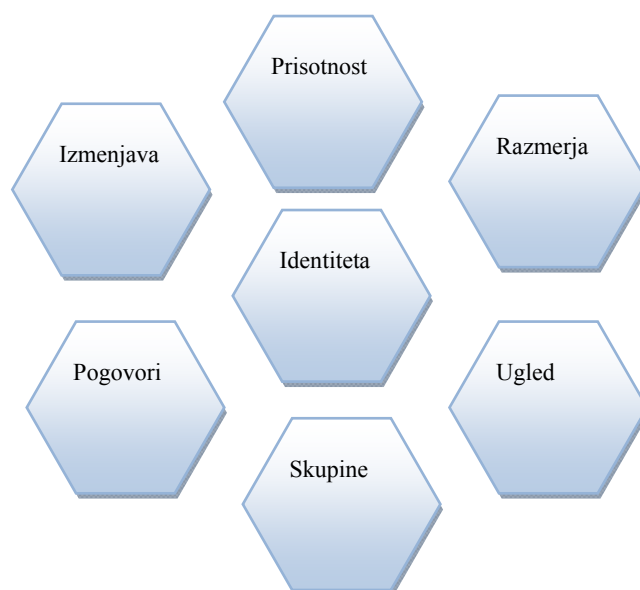 Prisotnost
Izmenjava
Razmerja
Identiteta
Pogovori
Ugled
Skupine